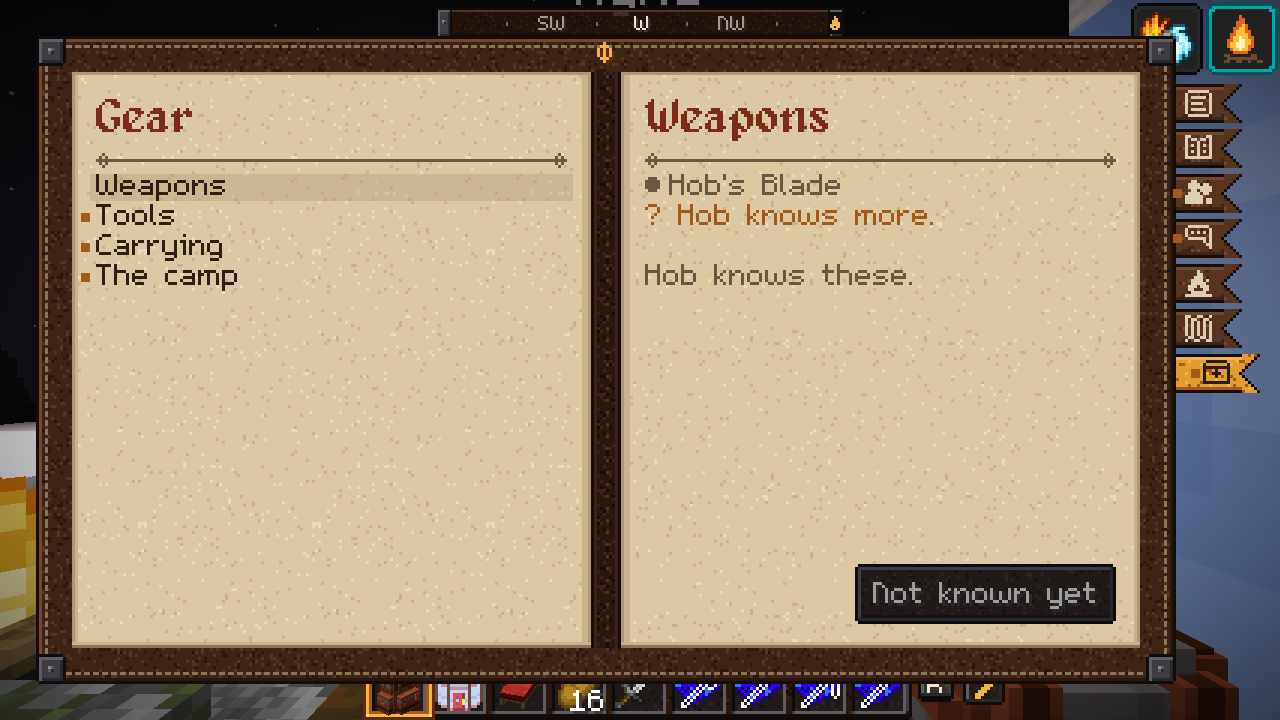 SW W NW
Gear
Weapons
Tools
Carrying
The camp
Weapons
Hob's Blade
? Hob knows more.
Hob knows these.
Not known yet
16